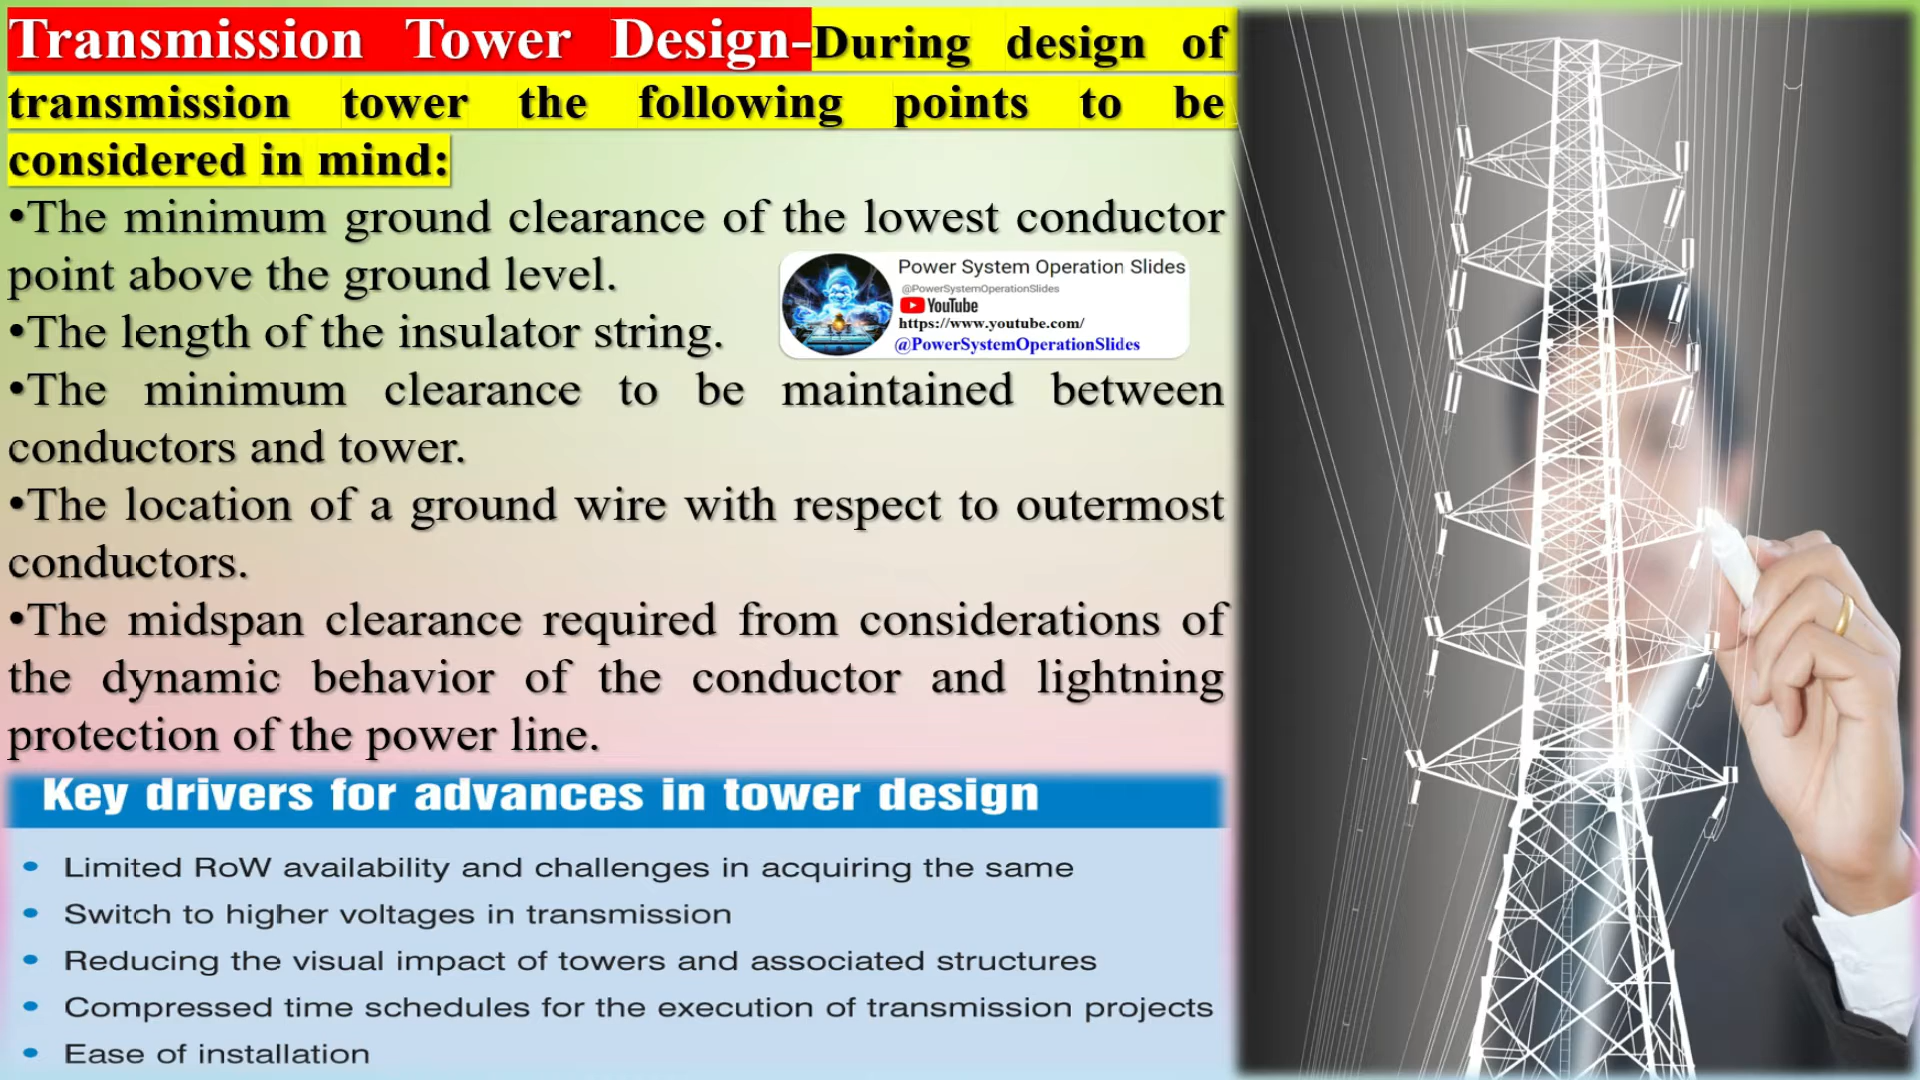 Transmission Tower Design-During design of
transmission tower the following points to be
considered in mind:
•The minimum ground clearance of the lowest conductor
point above the ground level.
Power System Operation Slides
@PowerSystemOperationSlides
YouTube
https://www.youtube.com/
@PowerSystemOperationSlides
•The length of the insulator string.
•The minimum clearance to be maintained between
conductors and tower.
•The location of a ground wire with respect to outermost
conductors.
•The midspan clearance required from considerations of
the dynamic behavior of the conductor and lightning
protection of the power line.
Key drivers for advances in tower design
• Limited RoW availability and challenges in acquiring the same
• Switch to higher voltages in transmission
• Reducing the visual impact of towers and associated structures
• Compressed time schedules for the execution of transmission projects
• Ease of installation